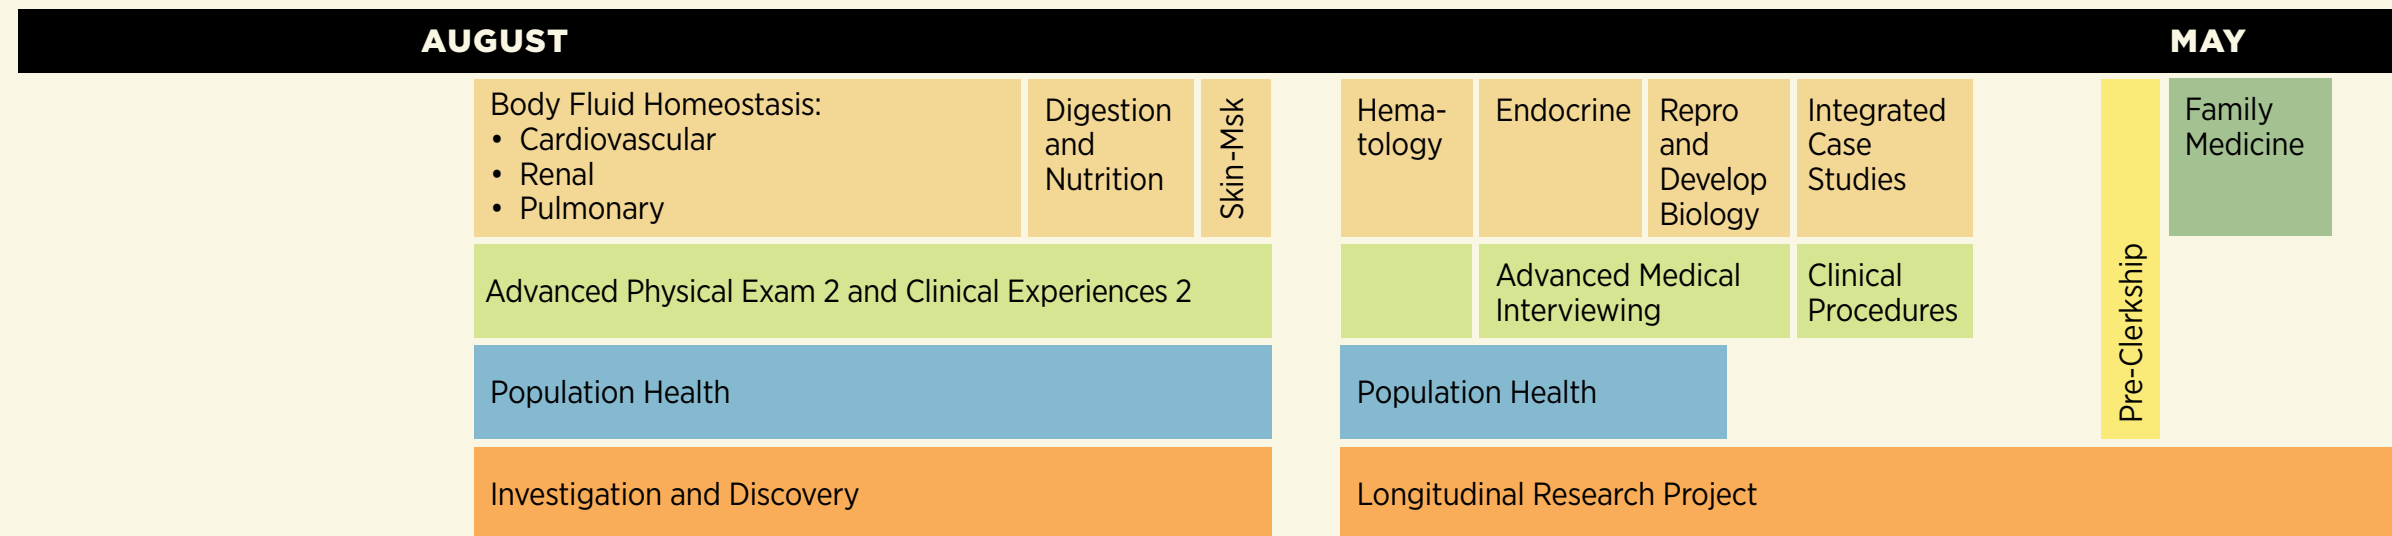 AUGUST
MAY
Body Fluid Homeostasis:
• Cardiovascular
• Renal
• Pulmonary
Digestion
and
Nutrition
Skin-Msk
Hema-
tology
Endocrine
Repro
and
Develop
Biology
Integrated
Case
Studies
Pre-Clerkship
Family
Medicine
Advanced Physical Exam 2 and Clinical Experiences 2
Advanced Medical
Interviewing
Clinical
Procedures
Population Health
Population Health
Investigation and Discovery
Longitudinal Research Project